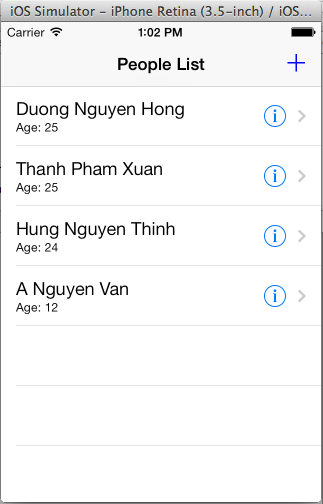 iOS Simulator – iPhone Retina (3.5-inch) / iOS...
Carrier 1:02 PM
People List +
Duong Nguyen Hong
Age: 25
Thanh Pham Xuan
Age: 25
Hung Nguyen Thinh
Age: 24
A Nguyen Van
Age: 12